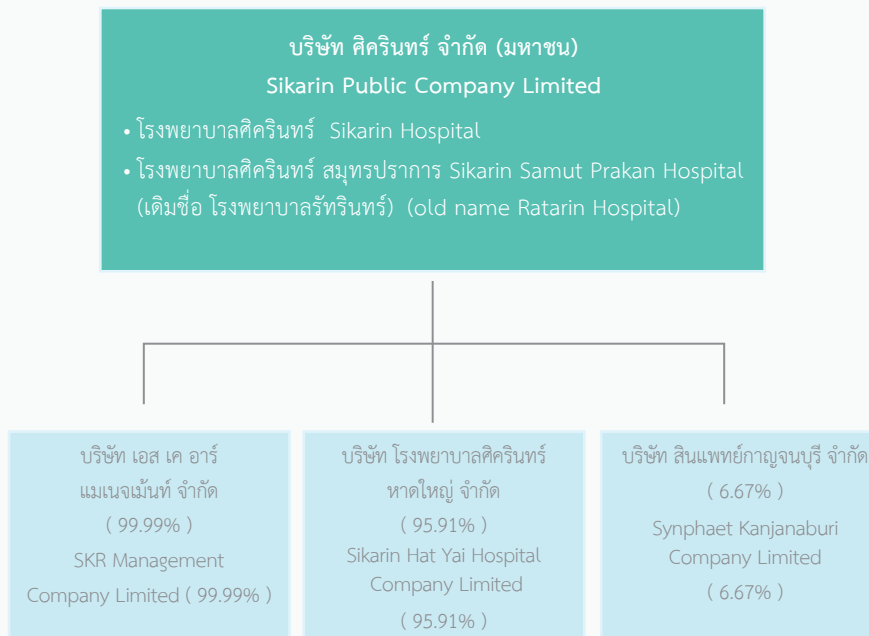 บริษัท ศิครินทร์ จำกัด (มหาชน)
Sikarin Public Company Limited
• โรงพยาบาลศิครินทร์ Sikarin Hospital
• โรงพยาบาลศิครินทร์ สมุทรปราการ Sikarin Samut Prakan Hospital
(เดิมชื่อ โรงพยาบาลรัทรินทร์) (old name Ratarin Hospital)
บริษัท เอส เค อาร์
แมเนจเม้นท์ จำกัด
( 99.99% )
SKR Management
Company Limited ( 99.99% )
บริษัท โรงพยาบาลศิครินทร์
หาดใหญ่ จำกัด
( 95.91% )
Sikarin Hat Yai Hospital
Company Limited
( 95.91% )
บริษัท สินแพทย์กาญจนบุรี จำกัด
( 6.67% )
Synphaet Kanjanaburi
Company Limited
( 6.67% )